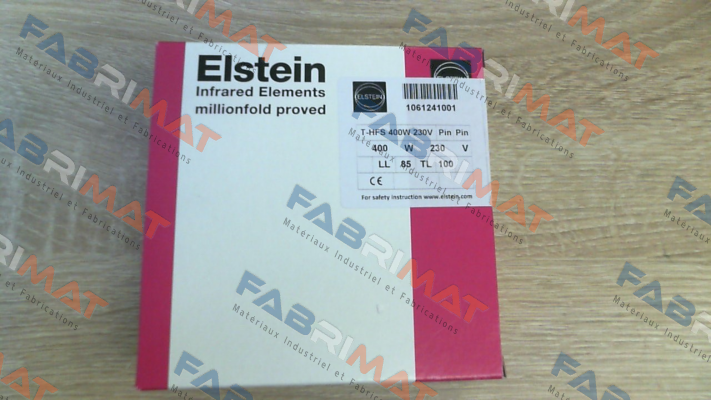 Elstein
Infrared Elements
millionfold proved
ELSTEIN
1061241001
T-HFS 400W 230V Pin Pin
400 W 230 V
LL 85 TL 100
CE
For safety instruction www.elstein.com
FABRIMAT
Matériaux Industriel et Fabrications